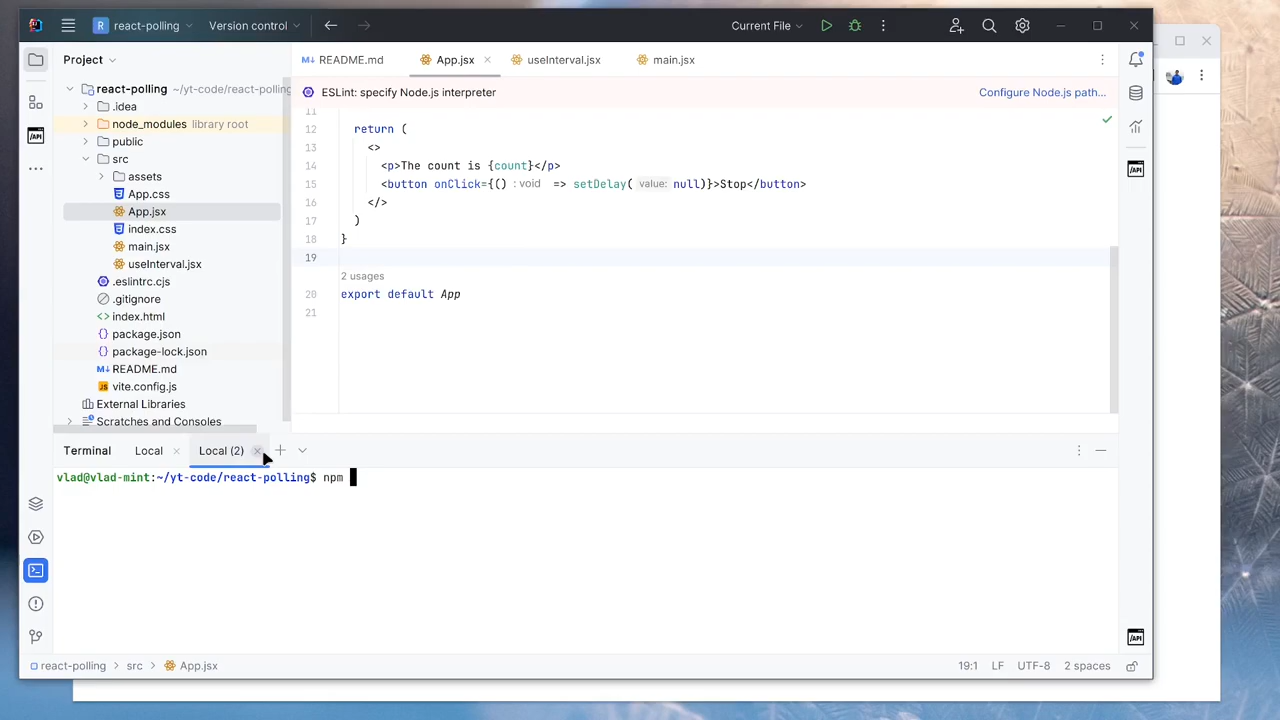 R react-polling
Version control
Current File
Project
README.md
App.jsx
useInterval.jsx
main.jsx
ESLint: specify Node.js interpreter
Configure Node.js path...
react-polling ~/yt-code/react-polling
.idea
node_modules library root
public
src
assets
App.css
App.jsx
index.css
main.jsx
useInterval.jsx
.eslintrc.cjs
.gitignore
index.html
package.json
package-lock.json
README.md
vite.config.js
External Libraries
Scratches and Consoles
11
12 return (
13 <>
14 <p>The count is {count}</p>
15 <button onClick={() : void => setDelay( value: null)}>Stop</button>
16 </>
17 )
18 }
19
2 usages
20 export default App
21
Terminal
Local
Local (2)
vlad@vlad-mint:~/yt-code/react-polling$ npm
react-polling > src > App.jsx
19:1 LF UTF-8 2 spaces